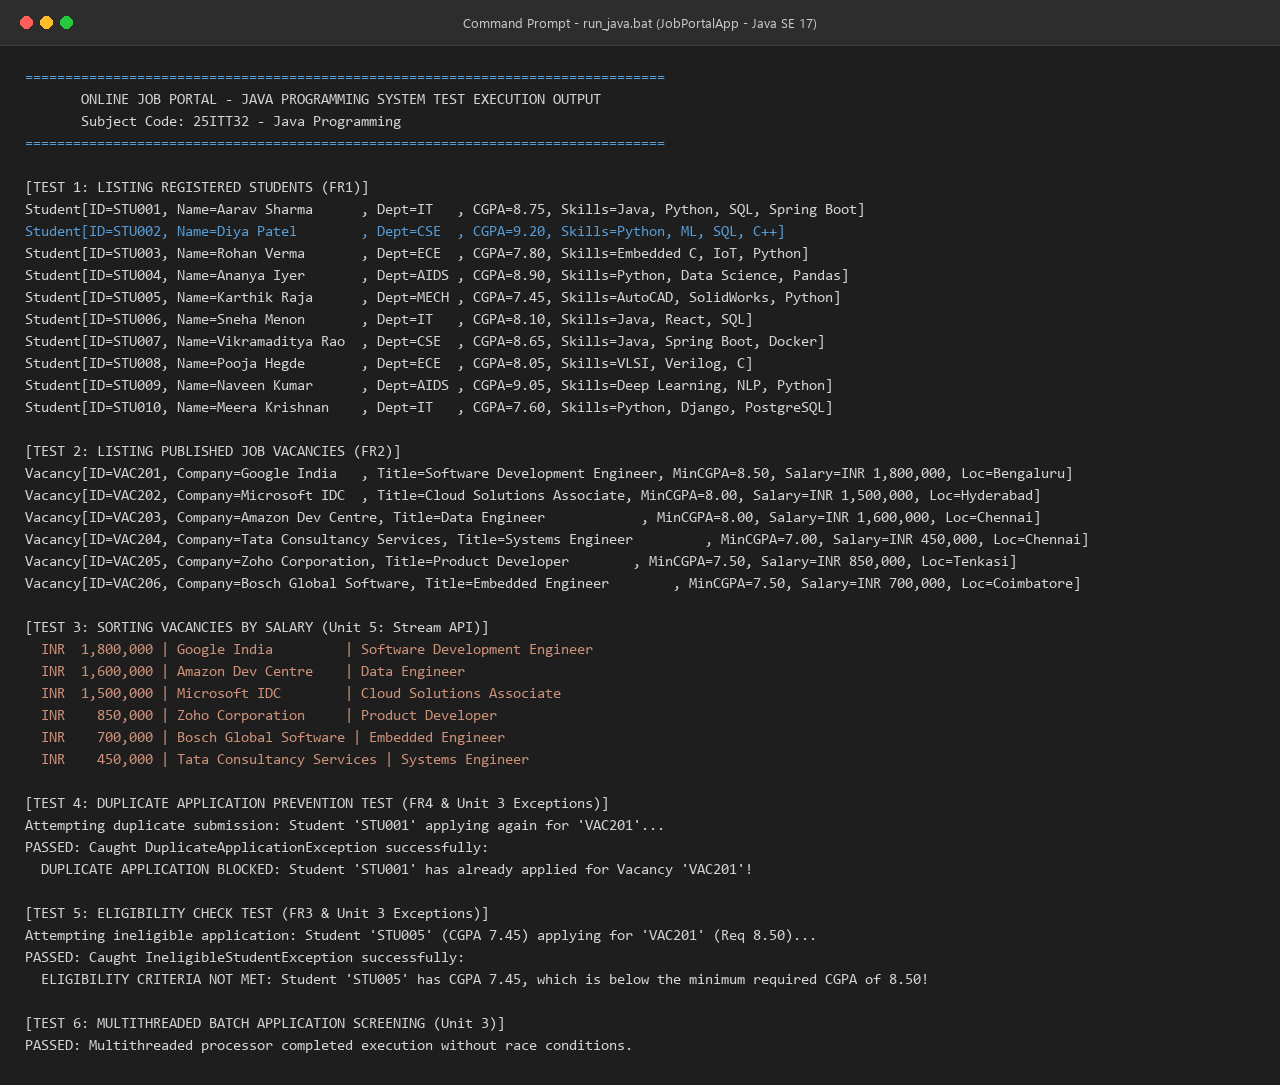 Command Prompt - run_java.bat (JobPortalApp - Java SE 17)
================================================================================
ONLINE JOB PORTAL - JAVA PROGRAMMING SYSTEM TEST EXECUTION OUTPUT
Subject Code: 25ITT32 - Java Programming
================================================================================
[TEST 1: LISTING REGISTERED STUDENTS (FR1)]
Student[ID=STU001, Name=Aarav Sharma      , Dept=IT   , CGPA=8.75, Skills=Java, Python, SQL, Spring Boot]
Student[ID=STU002, Name=Diya Patel        , Dept=CSE  , CGPA=9.20, Skills=Python, ML, SQL, C++]
Student[ID=STU003, Name=Rohan Verma       , Dept=ECE  , CGPA=7.80, Skills=Embedded C, IoT, Python]
Student[ID=STU004, Name=Ananya Iyer       , Dept=AIDS , CGPA=8.90, Skills=Python, Data Science, Pandas]
Student[ID=STU005, Name=Karthik Raja      , Dept=MECH , CGPA=7.45, Skills=AutoCAD, SolidWorks, Python]
Student[ID=STU006, Name=Sneha Menon       , Dept=IT   , CGPA=8.10, Skills=Java, React, SQL]
Student[ID=STU007, Name=Vikramaditya Rao  , Dept=CSE  , CGPA=8.65, Skills=Java, Spring Boot, Docker]
Student[ID=STU008, Name=Pooja Hegde       , Dept=ECE  , CGPA=8.05, Skills=VLSI, Verilog, C]
Student[ID=STU009, Name=Naveen Kumar      , Dept=AIDS , CGPA=9.05, Skills=Deep Learning, NLP, Python]
Student[ID=STU010, Name=Meera Krishnan    , Dept=IT   , CGPA=7.60, Skills=Python, Django, PostgreSQL]
[TEST 2: LISTING PUBLISHED JOB VACANCIES (FR2)]
Vacancy[ID=VAC201, Company=Google India   , Title=Software Development Engineer, MinCGPA=8.50, Salary=INR 1,800,000, Loc=Bengaluru]
Vacancy[ID=VAC202, Company=Microsoft IDC  , Title=Cloud Solutions Associate, MinCGPA=8.00, Salary=INR 1,500,000, Loc=Hyderabad]
Vacancy[ID=VAC203, Company=Amazon Dev Centre, Title=Data Engineer            , MinCGPA=8.00, Salary=INR 1,600,000, Loc=Chennai]
Vacancy[ID=VAC204, Company=Tata Consultancy Services, Title=Systems Engineer         , MinCGPA=7.00, Salary=INR 450,000, Loc=Chennai]
Vacancy[ID=VAC205, Company=Zoho Corporation, Title=Product Developer        , MinCGPA=7.50, Salary=INR 850,000, Loc=Tenkasi]
Vacancy[ID=VAC206, Company=Bosch Global Software, Title=Embedded Engineer        , MinCGPA=7.50, Salary=INR 700,000, Loc=Coimbatore]
[TEST 3: SORTING VACANCIES BY SALARY (Unit 5: Stream API)]
INR  1,800,000 | Google India         | Software Development Engineer
INR  1,600,000 | Amazon Dev Centre    | Data Engineer
INR  1,500,000 | Microsoft IDC        | Cloud Solutions Associate
INR    850,000 | Zoho Corporation     | Product Developer
INR    700,000 | Bosch Global Software | Embedded Engineer
INR    450,000 | Tata Consultancy Services | Systems Engineer
[TEST 4: DUPLICATE APPLICATION PREVENTION TEST (FR4 & Unit 3 Exceptions)]
Attempting duplicate submission: Student 'STU001' applying again for 'VAC201'...
PASSED: Caught DuplicateApplicationException successfully:
DUPLICATE APPLICATION BLOCKED: Student 'STU001' has already applied for Vacancy 'VAC201'!
[TEST 5: ELIGIBILITY CHECK TEST (FR3 & Unit 3 Exceptions)]
Attempting ineligible application: Student 'STU005' (CGPA 7.45) applying for 'VAC201' (Req 8.50)...
PASSED: Caught IneligibleStudentException successfully:
ELIGIBILITY CRITERIA NOT MET: Student 'STU005' has CGPA 7.45, which is below the minimum required CGPA of 8.50!
[TEST 6: MULTITHREADED BATCH APPLICATION SCREENING (Unit 3)]
PASSED: Multithreaded processor completed execution without race conditions.